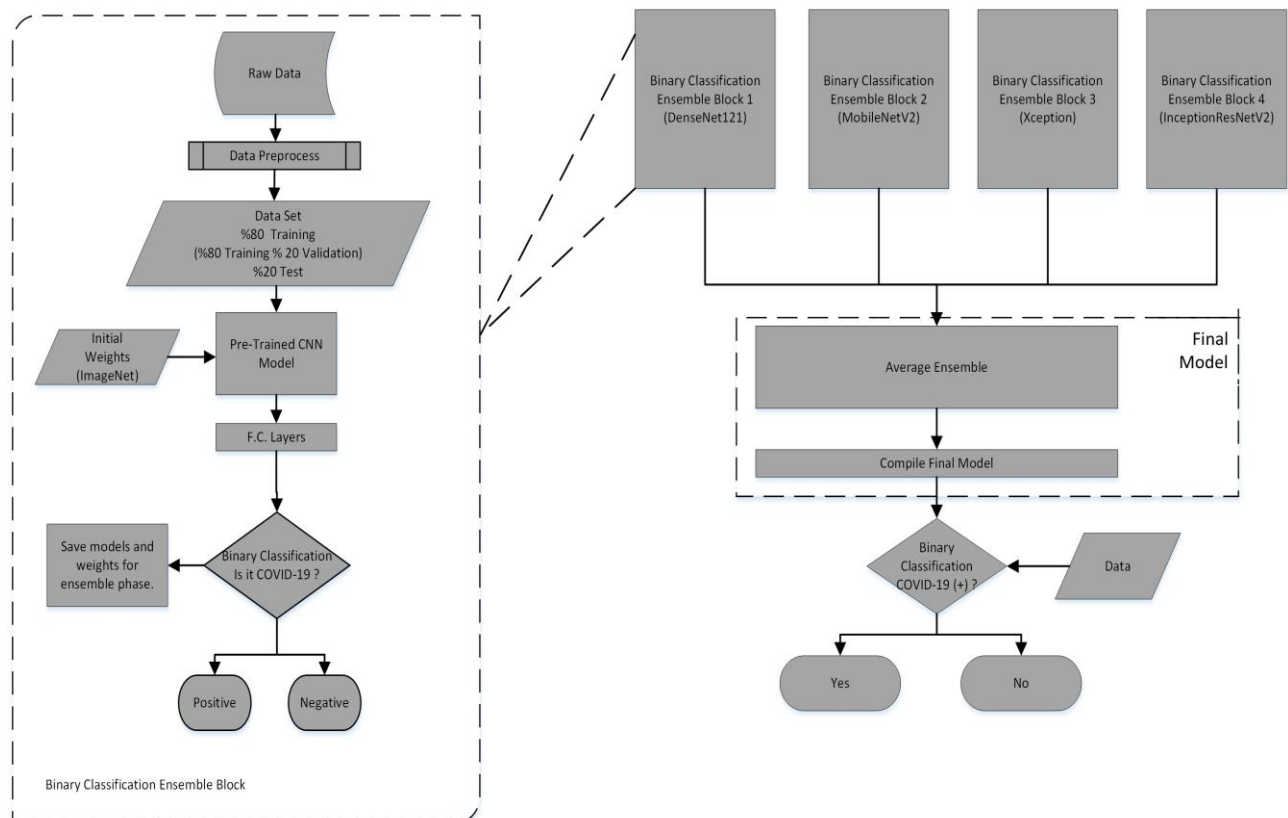 Raw Data
Data Preprocess
Data Set
%80 Training
(%80 Training % 20 Validation)
%20 Test
Initial
Weights
(ImageNet)
Pre-Trained CNN
Model
F.C. Layers
Save models and
weights for
ensemble phase.
Binary Classification
Is it COVID-19 ?
Positive
Negative
Binary Classification Ensemble Block
Binary Classification
Ensemble Block 1
(DenseNet121)
Binary Classification
Ensemble Block 2
(MobileNetV2)
Binary Classification
Ensemble Block 3
(Xception)
Binary Classification
Ensemble Block 4
(InceptionResNetV2)
Final
Model
Average Ensemble
Compile Final Model
Binary
Classification
COVID-19 (+) ?
Data
Yes
No